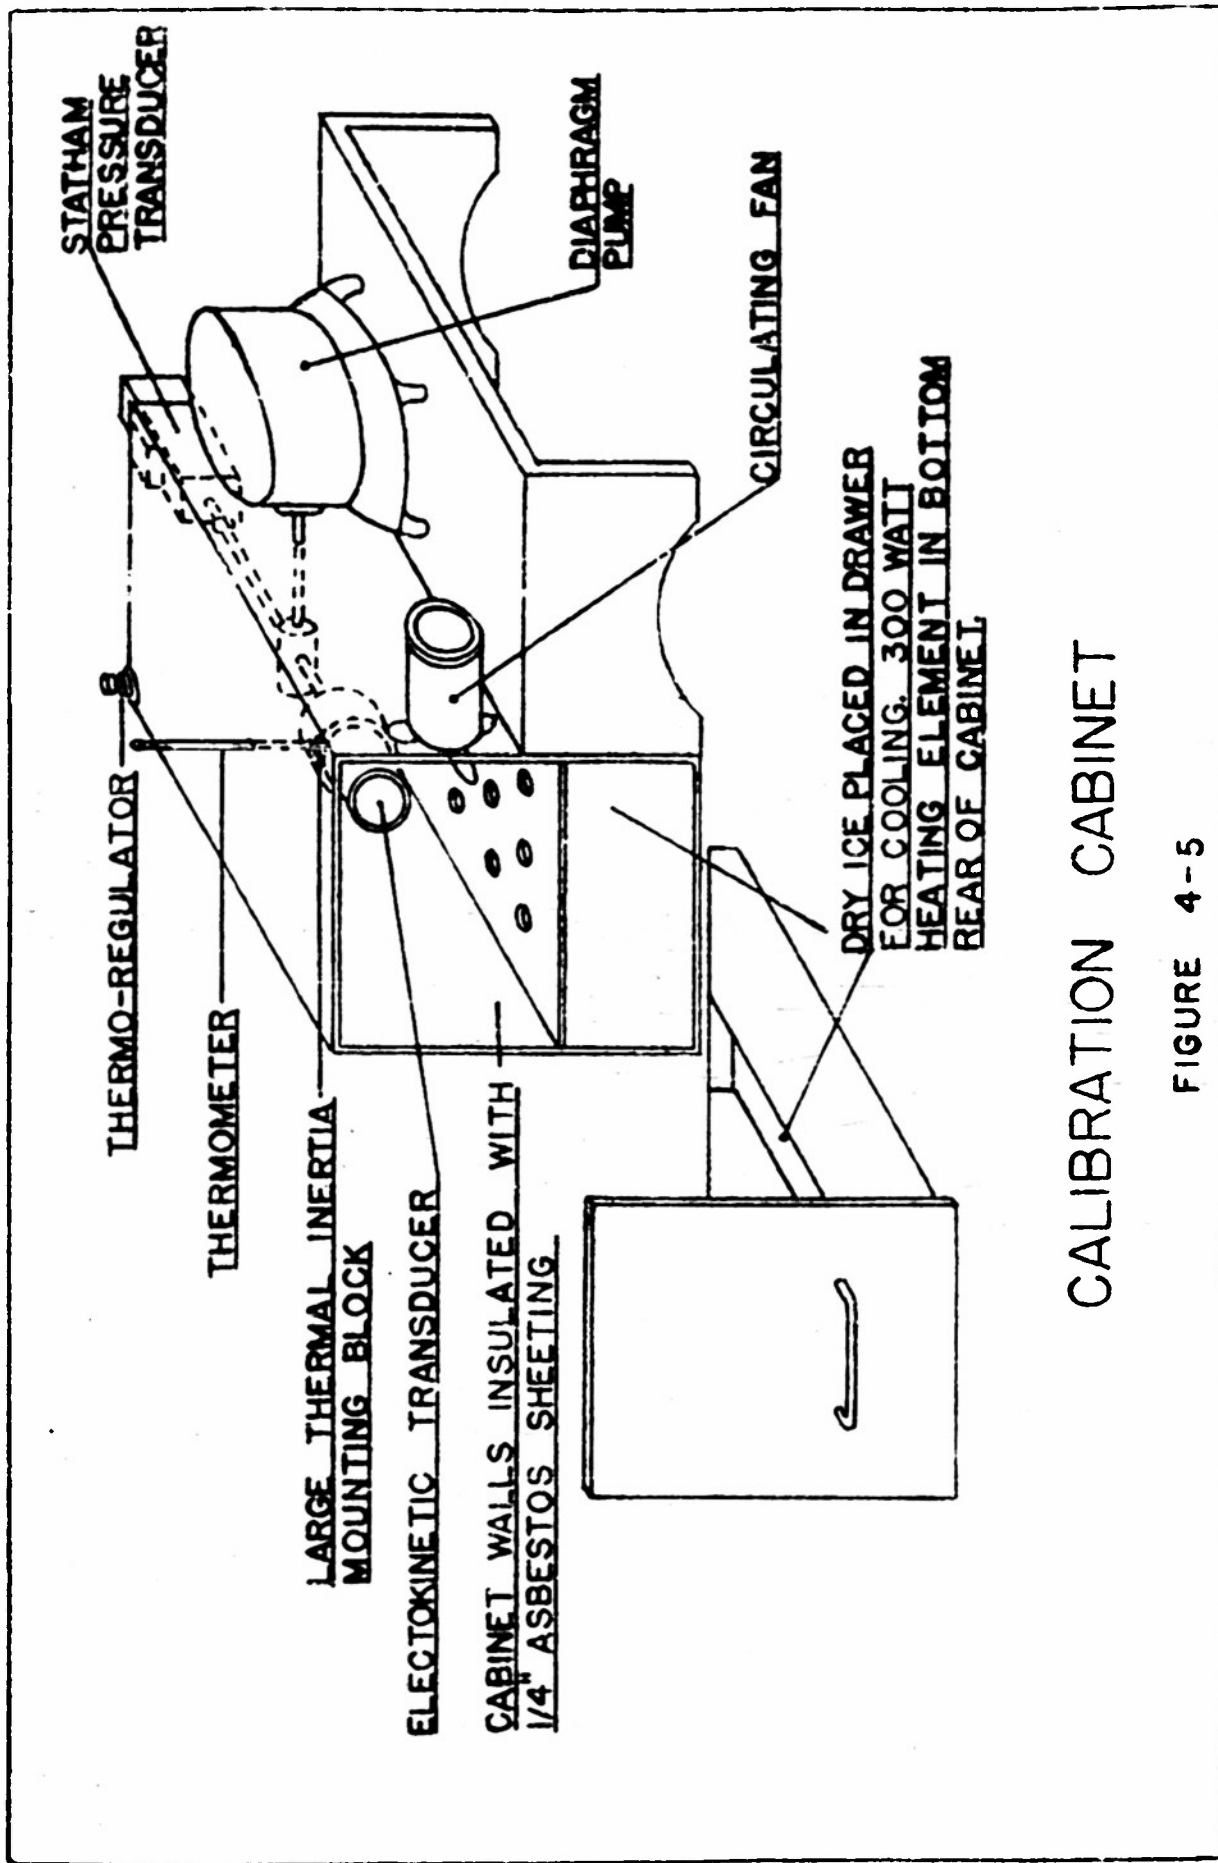 STATHAM
PRESSURE
TRANSDUCER
THERMO-REGULATOR
THERMOMETER
LARGE THERMAL INERTIA
MOUNTING BLOCK
ELECTOKINETIC TRANSDUCER
CABINET WALLS INSULATED WITH
1/4" ASBESTOS SHEETING
DIAPHRAGM
PUMP
CIRCULATING FAN
DRY ICE PLACED IN DRAWER
FOR COOLING. 300 WATT
HEATING ELEMENT IN BOTTOM
REAR OF CABINET.
CALIBRATION CABINET
FIGURE 4-5